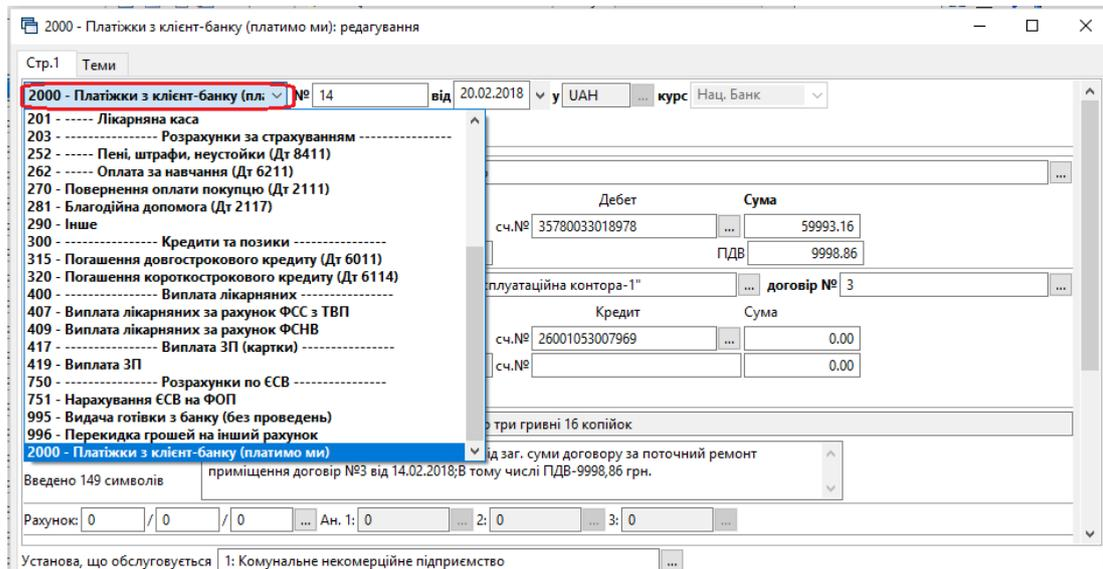 2000 - Платіжки з клієнт-банку (платимо ми): редагування
Стр.1 Теми
2000 - Платіжки з клієнт-банку (пла № 14 від 20.02.2018 у UAH ... курс Нац. Банк
201 - ----- Лікарняна каса
203 - ---------------- Розрахунки за страхуванням ----------------
252 - ----- Пені, штрафи, неустойки (Дт 8411)
262 - ----- Оплата за навчання (Дт 6211)
270 - Повернення оплати покупцю (Дт 2111)
281 - Благодійна допомога (Дт 2117)
290 - Інше
300 - ---------------- Кредити та позики ----------------
315 - Погашення довгострокового кредиту (Дт 6011)
320 - Погашення короткострокового кредиту (Дт 6114)
400 - ---------------- Виплата лікарняних ----------------
407 - Виплата лікарняних за рахунок ФСС з ТВП
409 - Виплата лікарняних за рахунок ФСНВ
417 - ---------------- Виплата ЗП (картки) ----------------
419 - Виплата ЗП
750 - ---------------- Розрахунки по ЄСВ ----------------
751 - Нарахування ЄСВ на ФОП
995 - Видача готівки з банку (без проведень)
996 - Перекидка грошей на інший рахунок
2000 - Платіжки з клієнт-банку (платимо ми)
...
Дебет Сума
сч.№ 35780033018978 ... 59993.16
ПДВ 9998.86
сплуатаційна контора-1" ... договір № 3 ...
Кредит Сума
сч.№ 26001053007969 ... 0.00
сч.№ 0.00
три гривні 16 копійок
ід заг. суми договору за поточний ремонт
приміщення договір №3 від 14.02.2018;В тому числі ПДВ-9998,86 грн.
Введено 149 символів
Рахунок: 0 / 0 / 0 ... Ан. 1: 0 ... 2: 0 ... 3: 0 ...
Установа, що обслуговується 1: Комунальне некомерційне підприємство ...